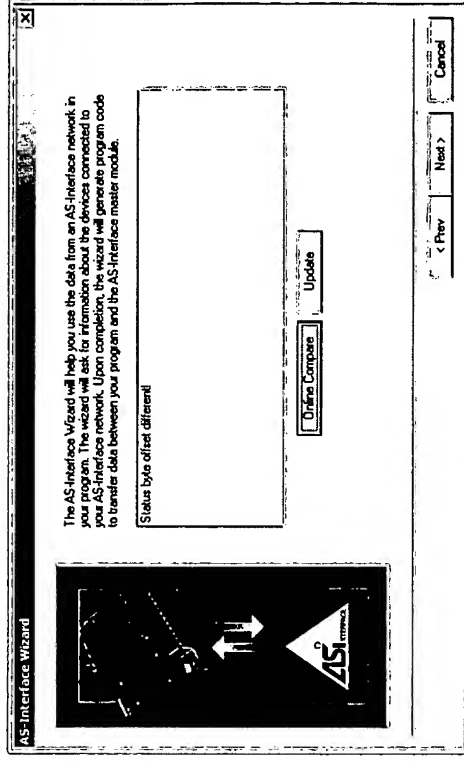 AS-Interface Wizard
The AS-Interface Wizard will help you use the data from an AS-Interface network in
your program. The wizard will ask for information about the devices connected to
your AS-Interface network. Upon completion, the wizard will generate program code
to transfer data between your program and the AS-Interface master module.
Status byte offset different!
Online Compare
Update
ASi
INTERFACE
< Prev
Next >
Cancel